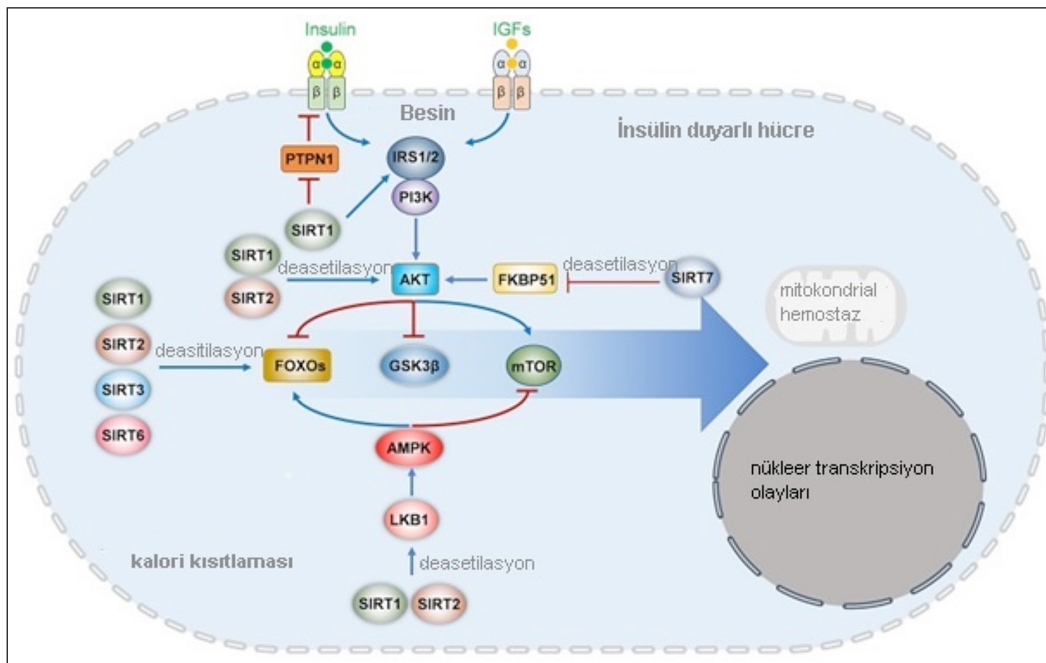 Insulin
IGFs
α α
α α
β β
β β
Besin
İnsülin duyarlı hücre
PTPN1
IRS1/2
PI3K
SIRT1
SIRT1
deasetilasyon
AKT
FKBP51
deasetilasyon
SIRT7
SIRT2
SIRT1
mitokondrial
hemostaz
SIRT2
deasitilasyon
FOXOs
GSK3β
mTOR
SIRT3
SIRT6
AMPK
nükleer transkripsiyon
olayları
LKB1
kalori kısıtlaması
deasetilasyon
SIRT1
SIRT2